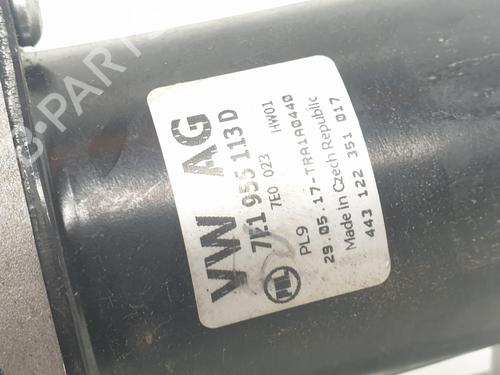 VW AG
7E1 955 113 D
7E0 023 HW01
PL9
29.05.17-TRA1A0440
Made in Czech Republic
443 122 351 017